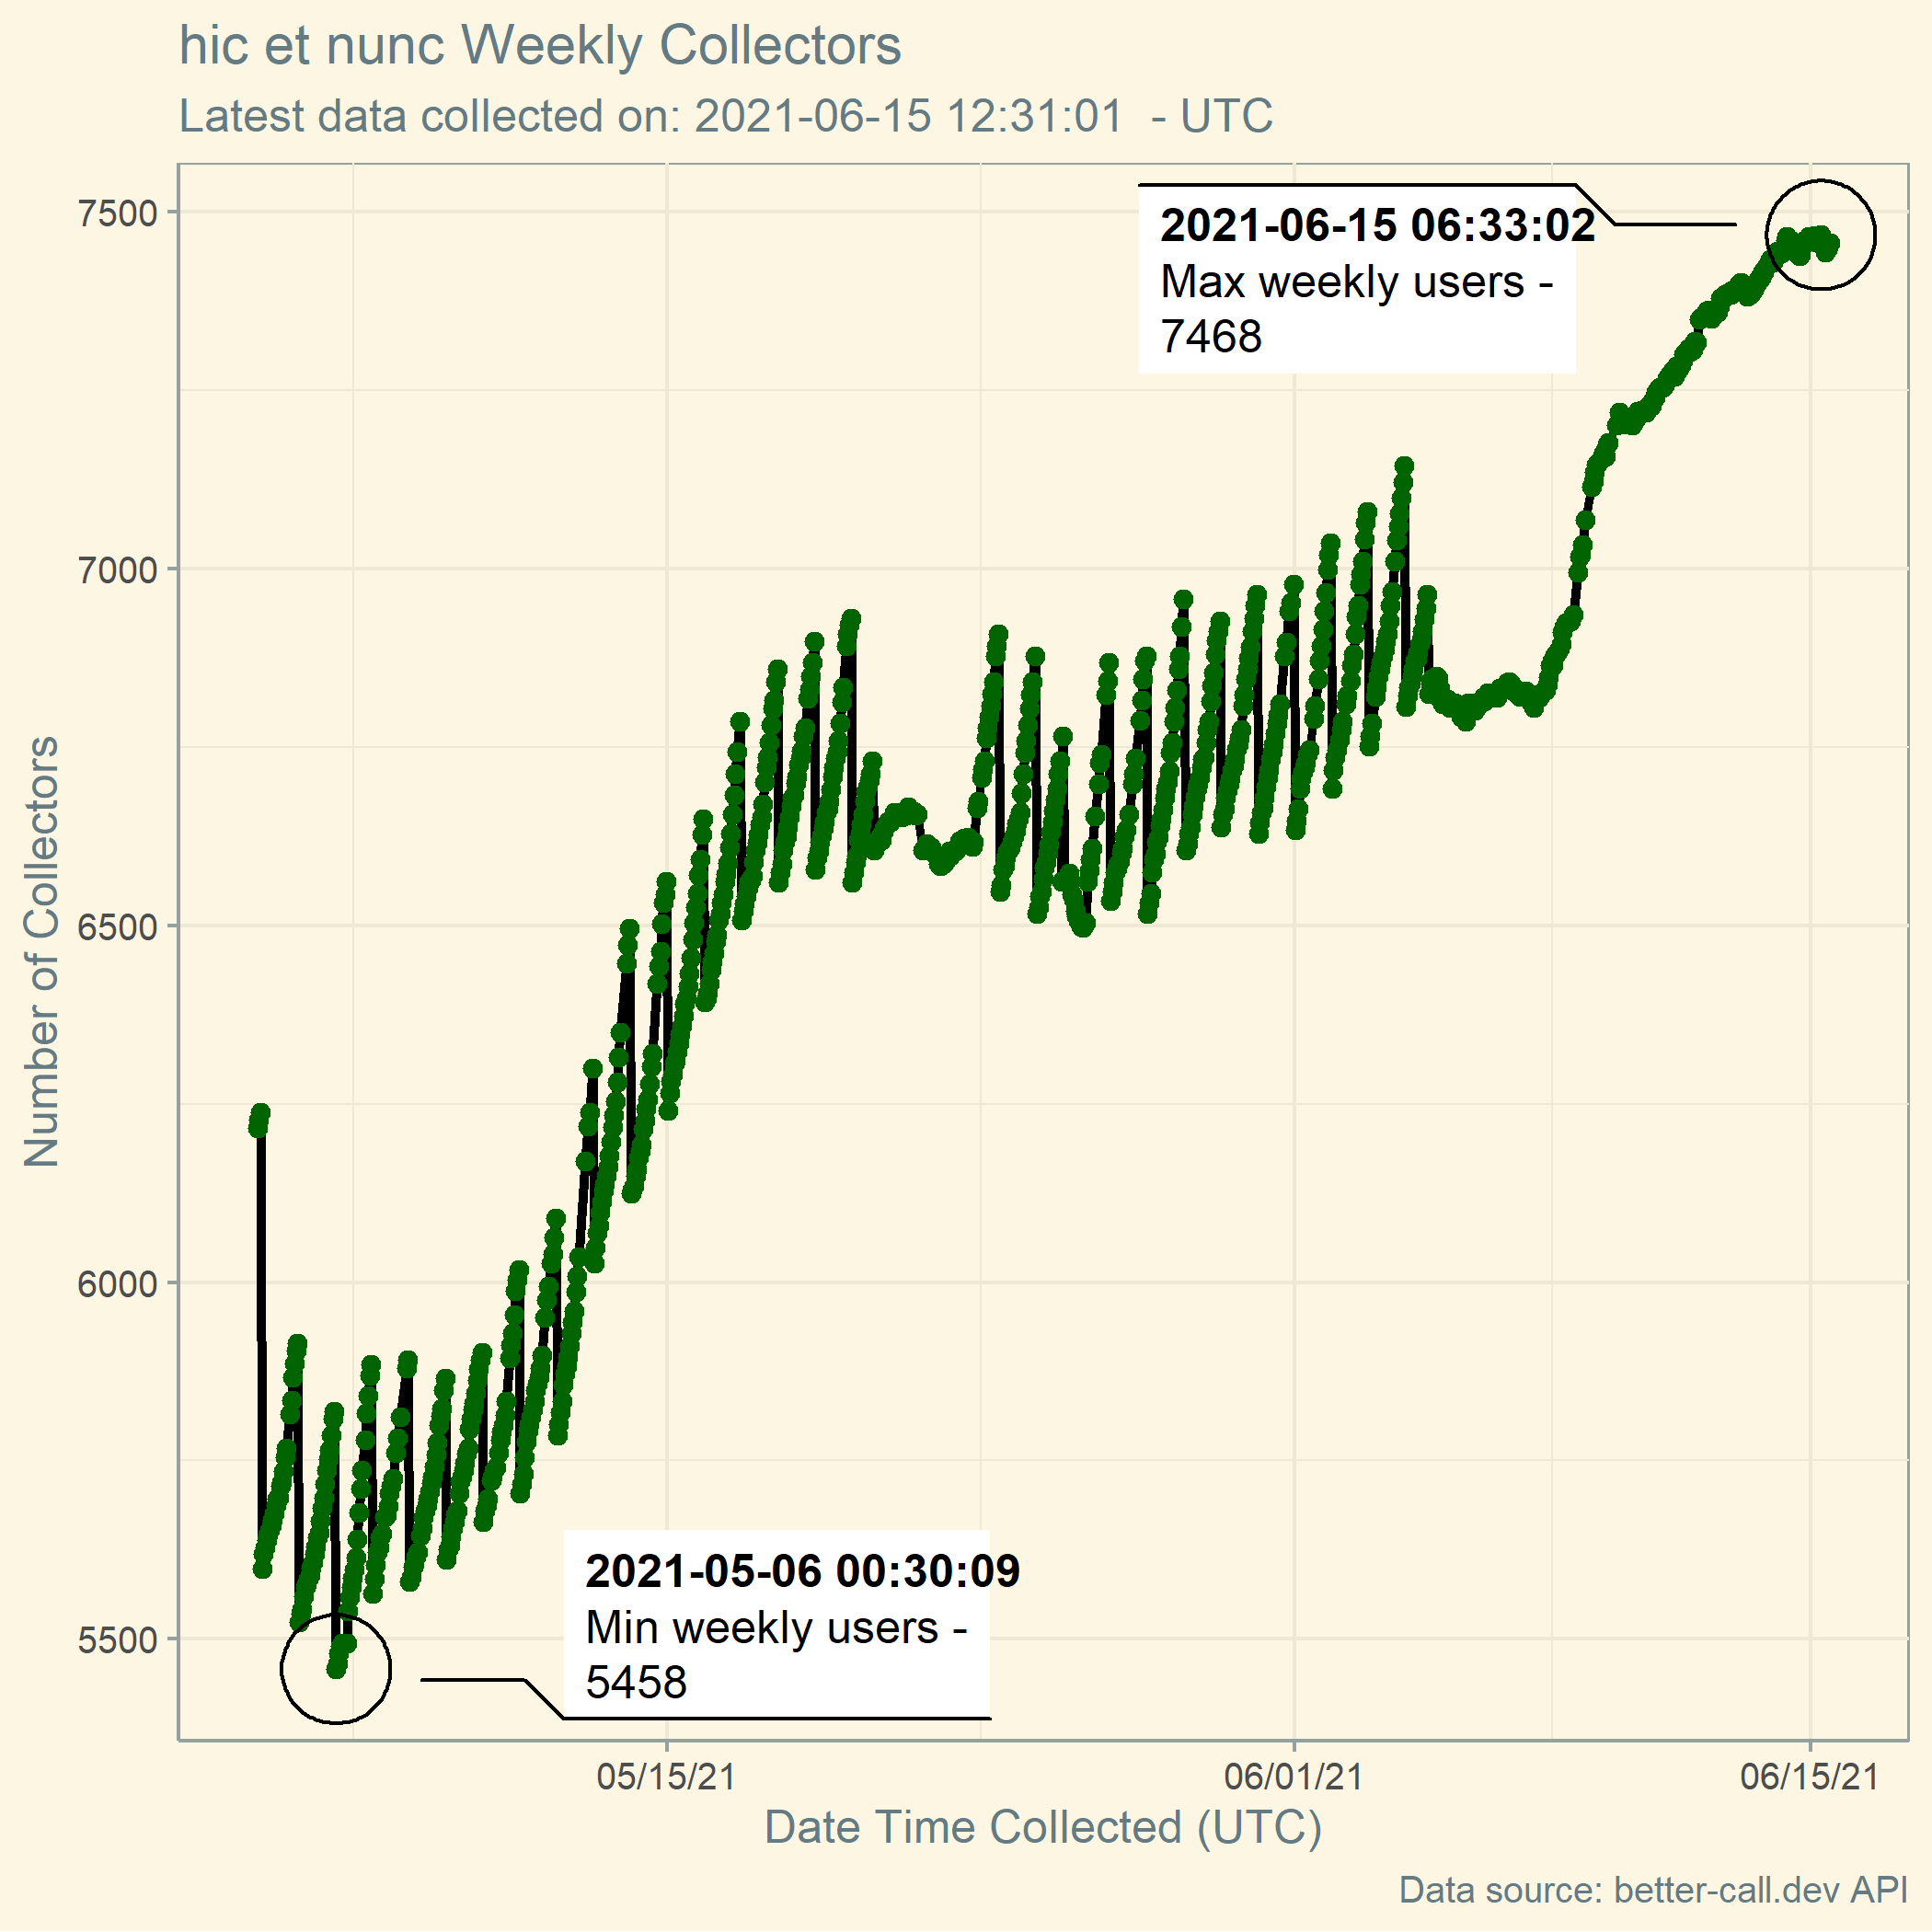 hic et nunc Weekly Collectors
Latest data collected on: 2021-06-15 12:31:01  - UTC
2021-06-15 06:33:02
Max weekly users -
7468
7500
7000
6500
6000
5500
Number of Collectors
2021-05-06 00:30:09
Min weekly users -
5458
05/15/21
06/01/21
06/15/21
Date Time Collected (UTC)
Data source: better-call.dev API